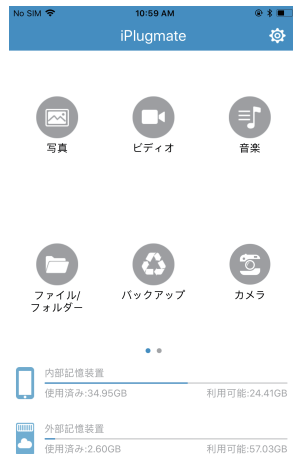 No SIM 10:59 AM
iPlugmate
写真 ビデオ 音楽
ファイル/ バックアップ カメラ
フォルダー
内部記憶装置
使用済み:34.95GB 利用可能:24.41GB
外部記憶装置
使用済み:2.60GB 利用可能:57.03GB